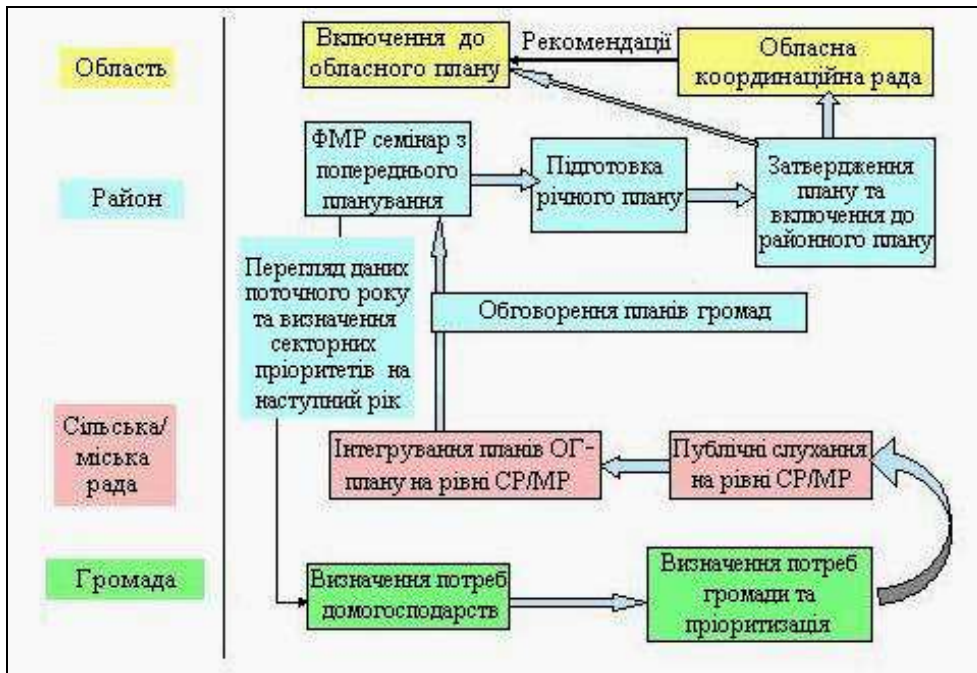 Область
Включення до
обласного плану
Рекомендації
Обласна
координаційна рада
Район
ФМР семінар з
попереднього
планування
Підготовка
річного плану
Затвердження
плану та
включення до
районного плану
Перегляд даних
поточного року
та визначення
секторних
пріоритетів на
наступний рік
Обговорення планів громад
Сільська/
міська
рада
Інтегрування планів ОГ-
плану на рівні СР/МР
Публічні слухання
на рівні СР/МР
Громада
Визначення потреб
домогосподарств
Визначення потреб
громади та
пріоритизація